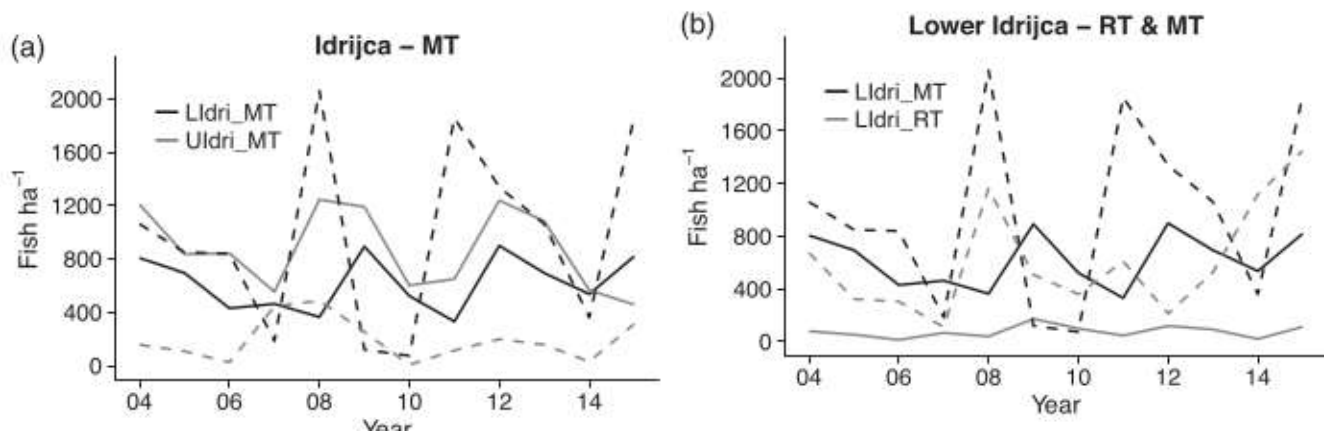 (a)
Idrijca – MT
Fish ha⁻¹
2000
1600
1200
800
400
0
LIdri_MT
UIdri_MT
04 06 08 10 12 14
Year
(b)
Lower Idrijca – RT & MT
Fish ha⁻¹
2000
1600
1200
800
400
0
LIdri_MT
LIdri_RT
04 06 08 10 12 14
Year